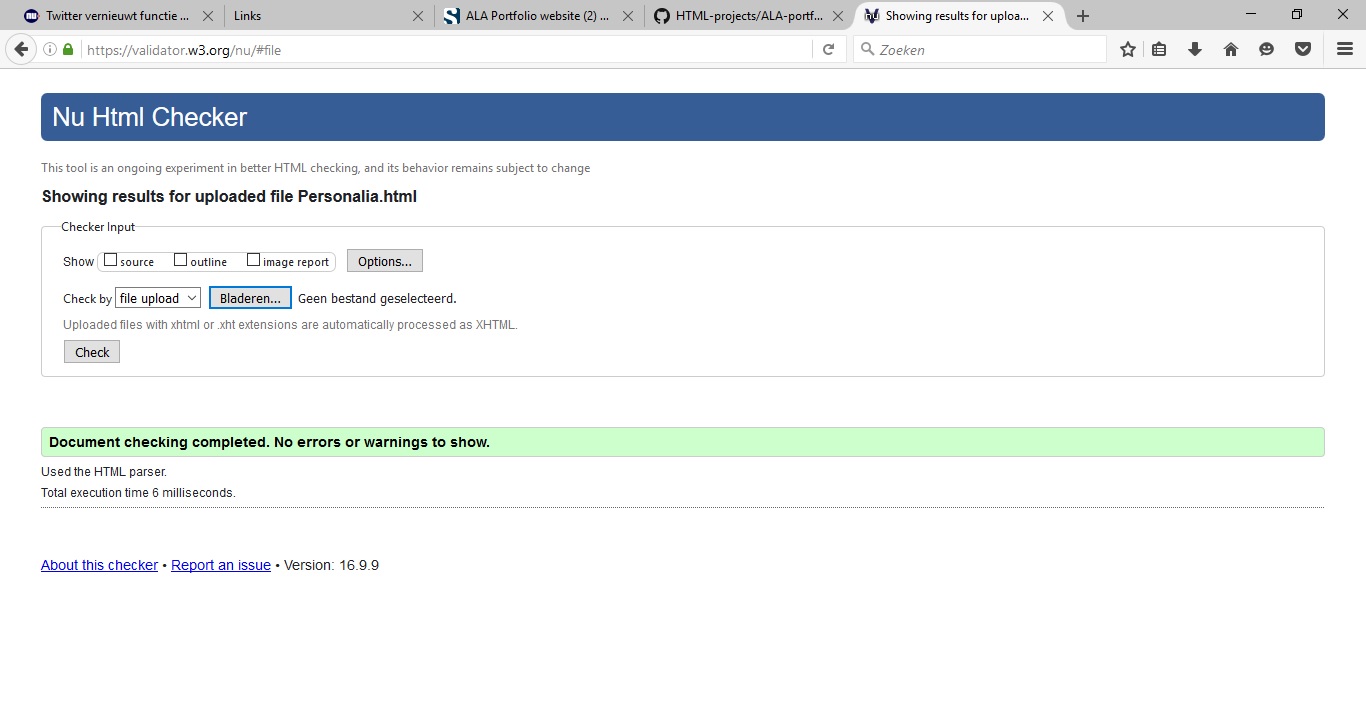 nu Twitter vernieuwt functie ... Links S ALA Portfolio website (2) ... HTML-projects/ALA-portf... nu Showing results for uploa...
https://validator.w3.org/nu/#file Zoeken
Nu Html Checker
This tool is an ongoing experiment in better HTML checking, and its behavior remains subject to change
Showing results for uploaded file Personalia.html
Checker Input
Show source outline image report Options...
Check by file upload Bladeren... Geen bestand geselecteerd.
Uploaded files with xhtml or .xht extensions are automatically processed as XHTML.
Check
Document checking completed. No errors or warnings to show.
Used the HTML parser.
Total execution time 6 milliseconds.
About this checker • Report an issue • Version: 16.9.9